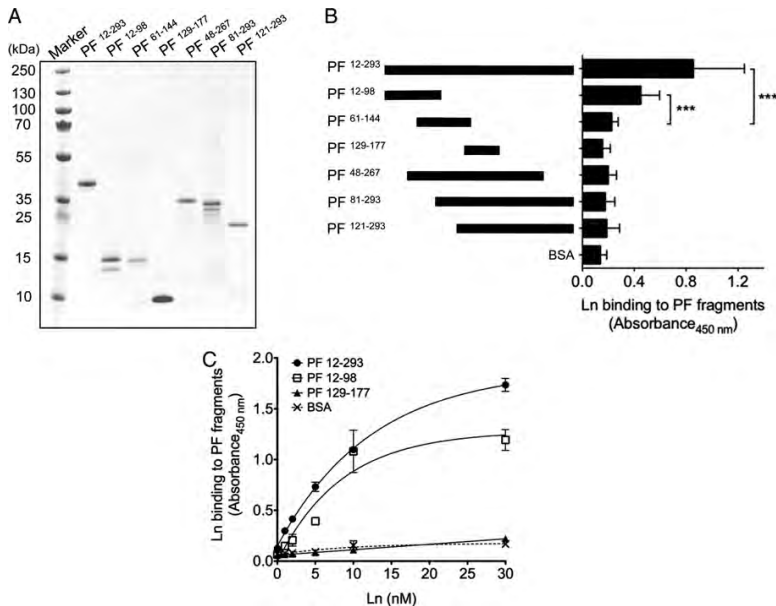 A
Marker
PF 12-293
PF 12-98
PF 61-144
PF 129-177
PF 48-267
PF 81-293
PF 121-293
(kDa)
250
130
100
70
55
35
25
15
10
B
PF 12-293
PF 12-98
PF 61-144
PF 129-177
PF 48-267
PF 81-293
PF 121-293
BSA
***
***
0.0 0.4 0.8 1.2
Ln binding to PF fragments
(Absorbance450 nm)
C
PF 12-293
PF 12-98
PF 129-177
BSA
Ln binding to PF fragments
(Absorbance450 nm)
2.0
1.5
1.0
0.5
0.0
0 5 10 15 20 25 30
Ln (nM)